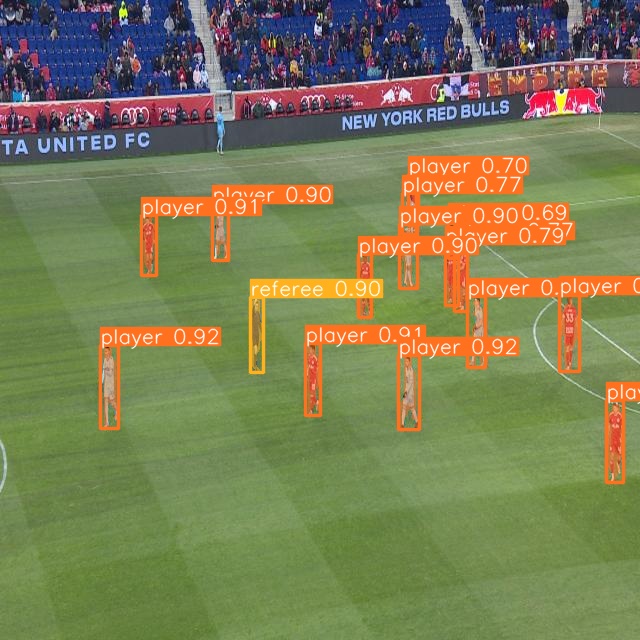 EMPIRE
NEW YORK RED BULLS
TA UNITED FC
player 0.70
player 0.77
player 0.90
player 0.91
player 0.90
0.69
player 0.79
player 0.90
referee 0.90
player 0.92
player 0.91
player 0.92
33